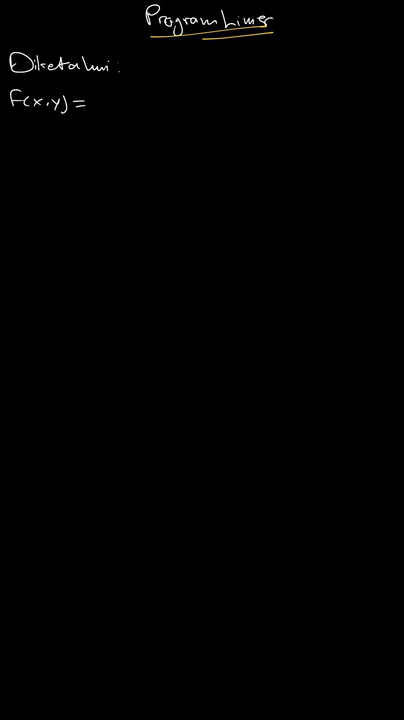 Program Linier
Diketahui:
F(x,y) =